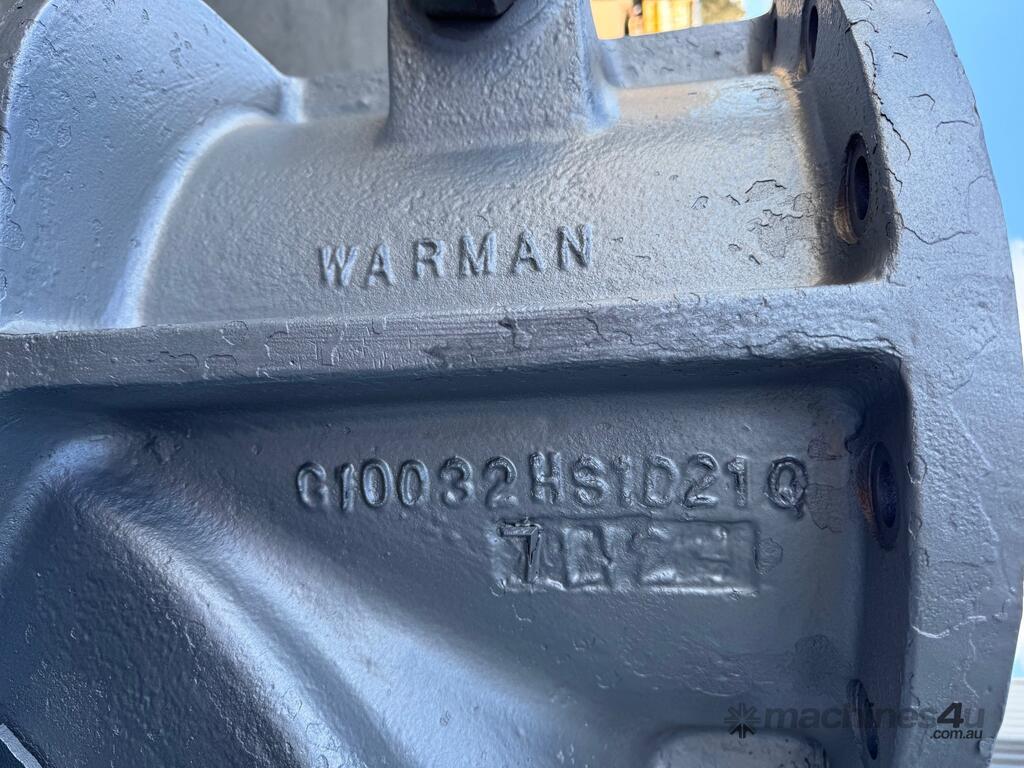 WARMAN
G10032HS1D21Q
machines4u
.com.au